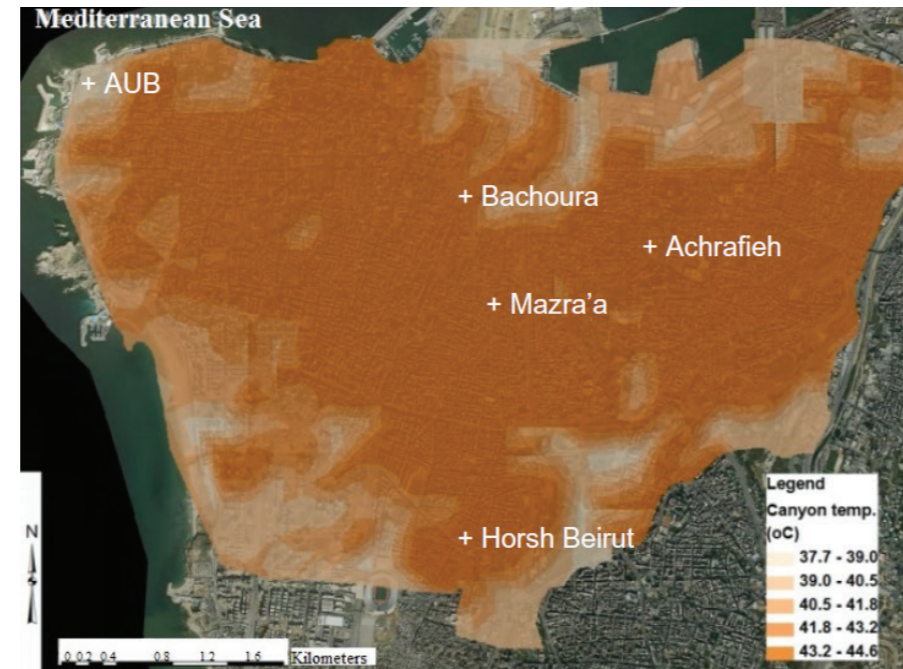 Mediterranean Sea
+ AUB
+ Bachoura
+ Achrafieh
+ Mazra'a
+ Horsh Beirut
N
Legend
Canyon temp.
(oC)
37.7 - 39.0
39.0 - 40.5
40.5 - 41.8
41.8 - 43.2
43.2 - 44.6
0 0.2 0.4 0.8 1.2 1.6 Kilometers